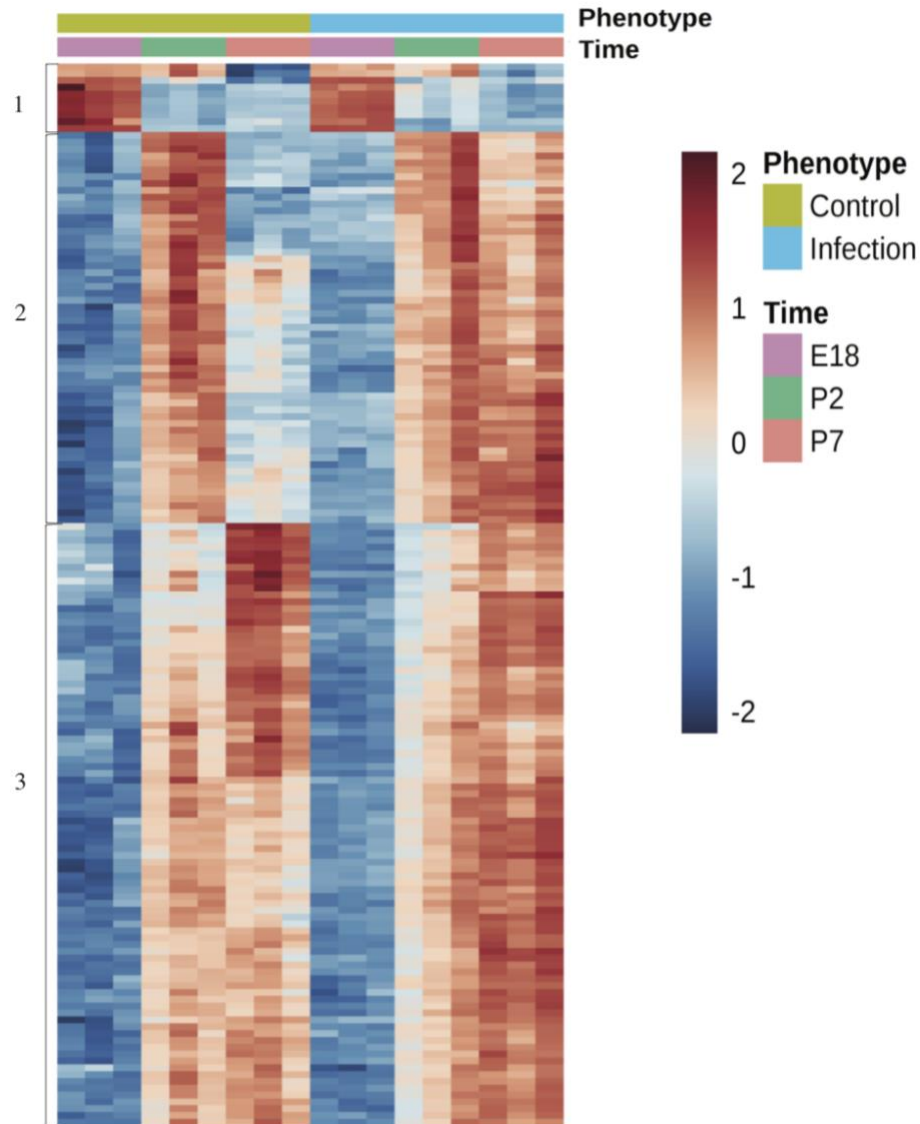 Phenotype
Time
1
2
3
2
1
0
-1
-2
Phenotype
Control
Infection
Time
E18
P2
P7